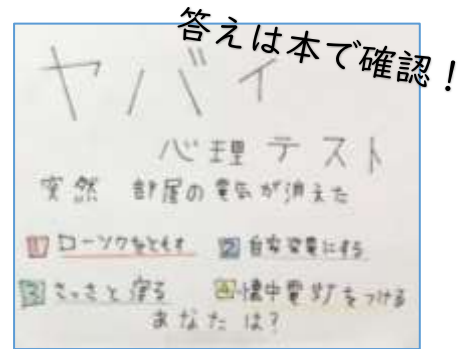 答えは本で確認！
ヤバイ
心理テスト
突然 部屋の電気が消えた
1 ローソクをともす 2 自家発電にする
3 さっさと寝る 4 懐中電灯をつける
あなたは？